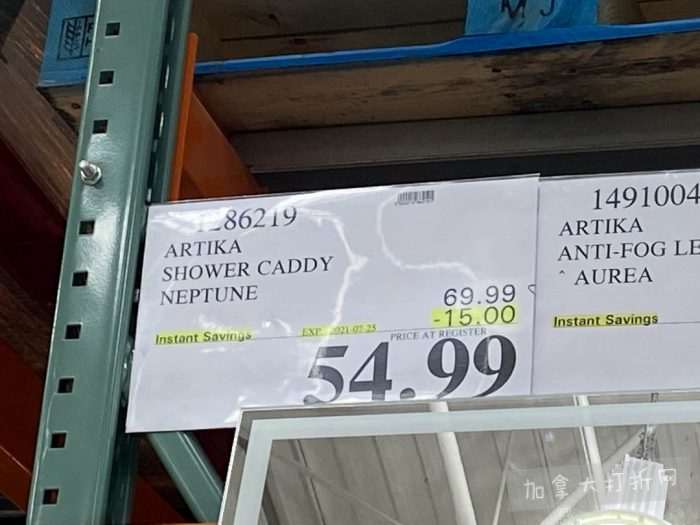 M J
1286219
ARTIKA
SHOWER CADDY
NEPTUNE
69.99
-15.00
Instant Savings
EXP. 2021-07-25
PRICE AT REGISTER
54.99
1491004
ARTIKA
ANTI-FOG LE
^ AUREA
Instant Savings
加拿大打折网